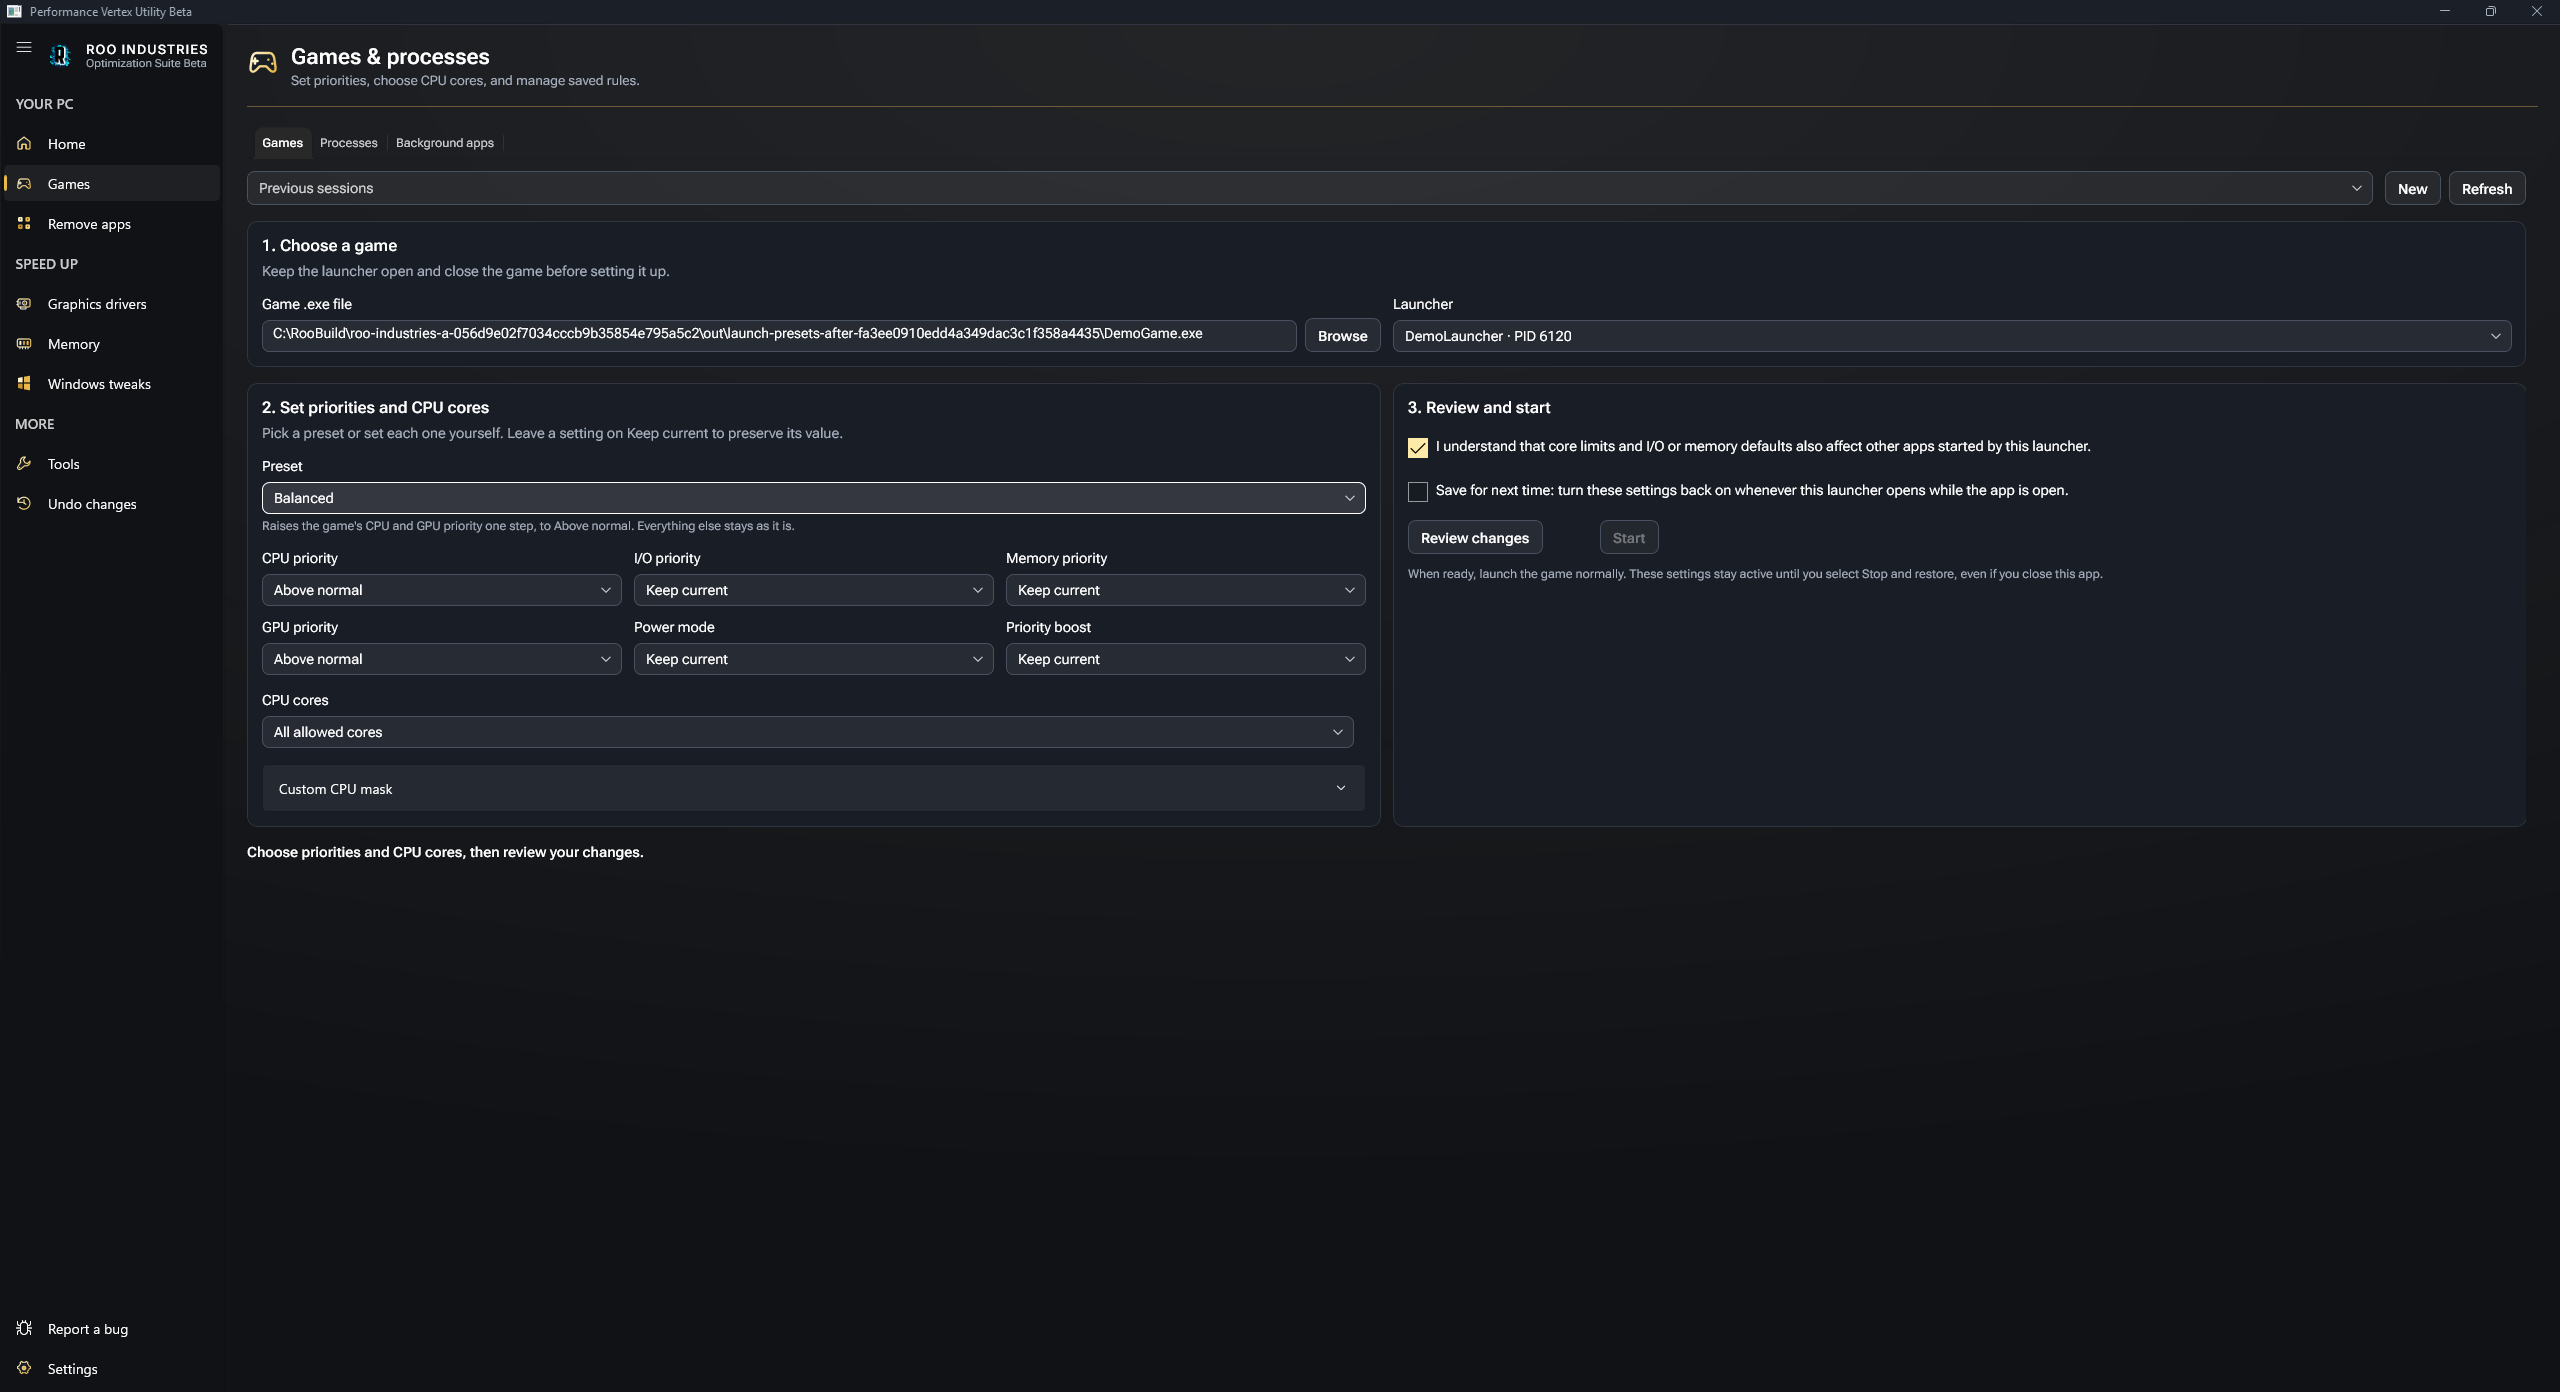 Performance Vertex Utility Beta
ROO INDUSTRIES
Optimization Suite Beta
YOUR PC
Home
Games
Remove apps
SPEED UP
Graphics drivers
Memory
Windows tweaks
MORE
Tools
Undo changes
Report a bug
Settings
Games & processes
Set priorities, choose CPU cores, and manage saved rules.
Games
Processes
Background apps
Previous sessions
New
Refresh
1. Choose a game
Keep the launcher open and close the game before setting it up.
Game .exe file
C:\RooBuild\roo-industries-a-056d9e02f7034cccb9b35854e795a5c2\out\launch-presets-after-fa3ee0910edd4a349dac3c1f358a4435\DemoGame.exe
Browse
Launcher
DemoLauncher · PID 6120
2. Set priorities and CPU cores
Pick a preset or set each one yourself. Leave a setting on Keep current to preserve its value.
Preset
Balanced
Raises the game's CPU and GPU priority one step, to Above normal. Everything else stays as it is.
CPU priority
Above normal
I/O priority
Keep current
Memory priority
Keep current
GPU priority
Above normal
Power mode
Keep current
Priority boost
Keep current
CPU cores
All allowed cores
Custom CPU mask
3. Review and start
I understand that core limits and I/O or memory defaults also affect other apps started by this launcher.
Save for next time: turn these settings back on whenever this launcher opens while the app is open.
Review changes
Start
When ready, launch the game normally. These settings stay active until you select Stop and restore, even if you close this app.
Choose priorities and CPU cores, then review your changes.